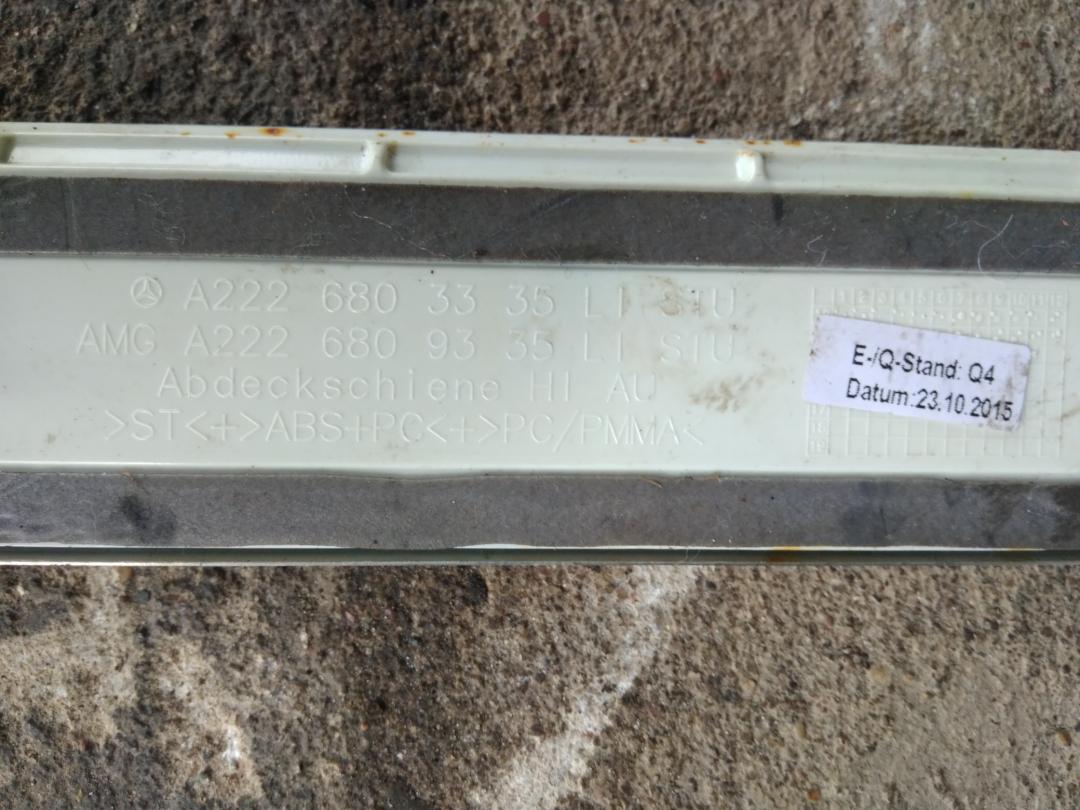 A222 680 33 35 LI STU
AMG A222 680 93 35 LI STU
Abdeckschiene HI AU
>ST<+>ABS+PC<+>PC/PMMA<
E-/Q-Stand: Q4
Datum:23.10.2015